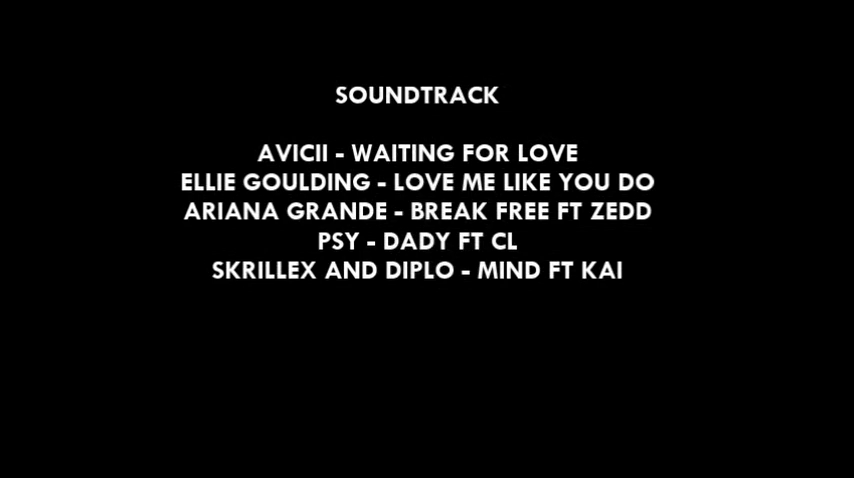 SOUNDTRACK
AVICII - WAITING FOR LOVE
ELLIE GOULDING - LOVE ME LIKE YOU DO
ARIANA GRANDE - BREAK FREE FT ZEDD
PSY - DADY FT CL
SKRILLEX AND DIPLO - MIND FT KAI